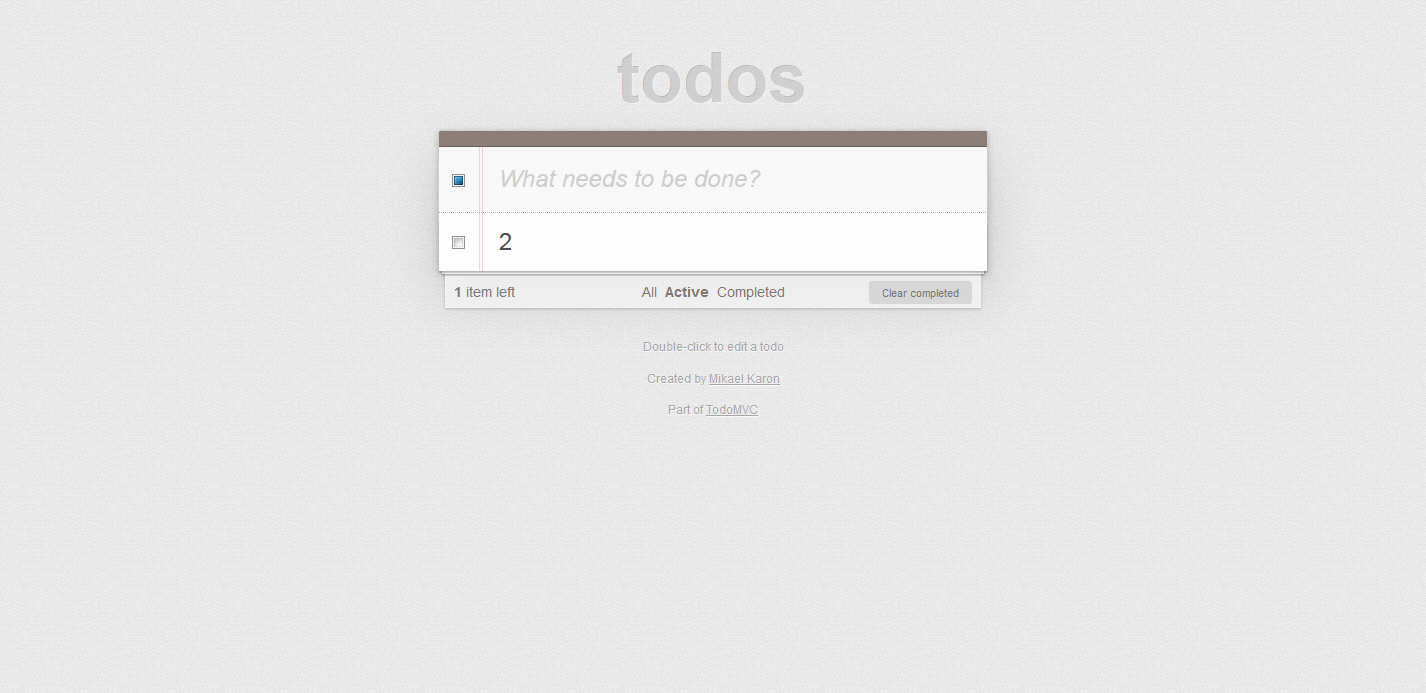 todos
What needs to be done?
2
1 item left All Active Completed Clear completed
Double-click to edit a todo
Created by Mikael Karon
Part of TodoMVC